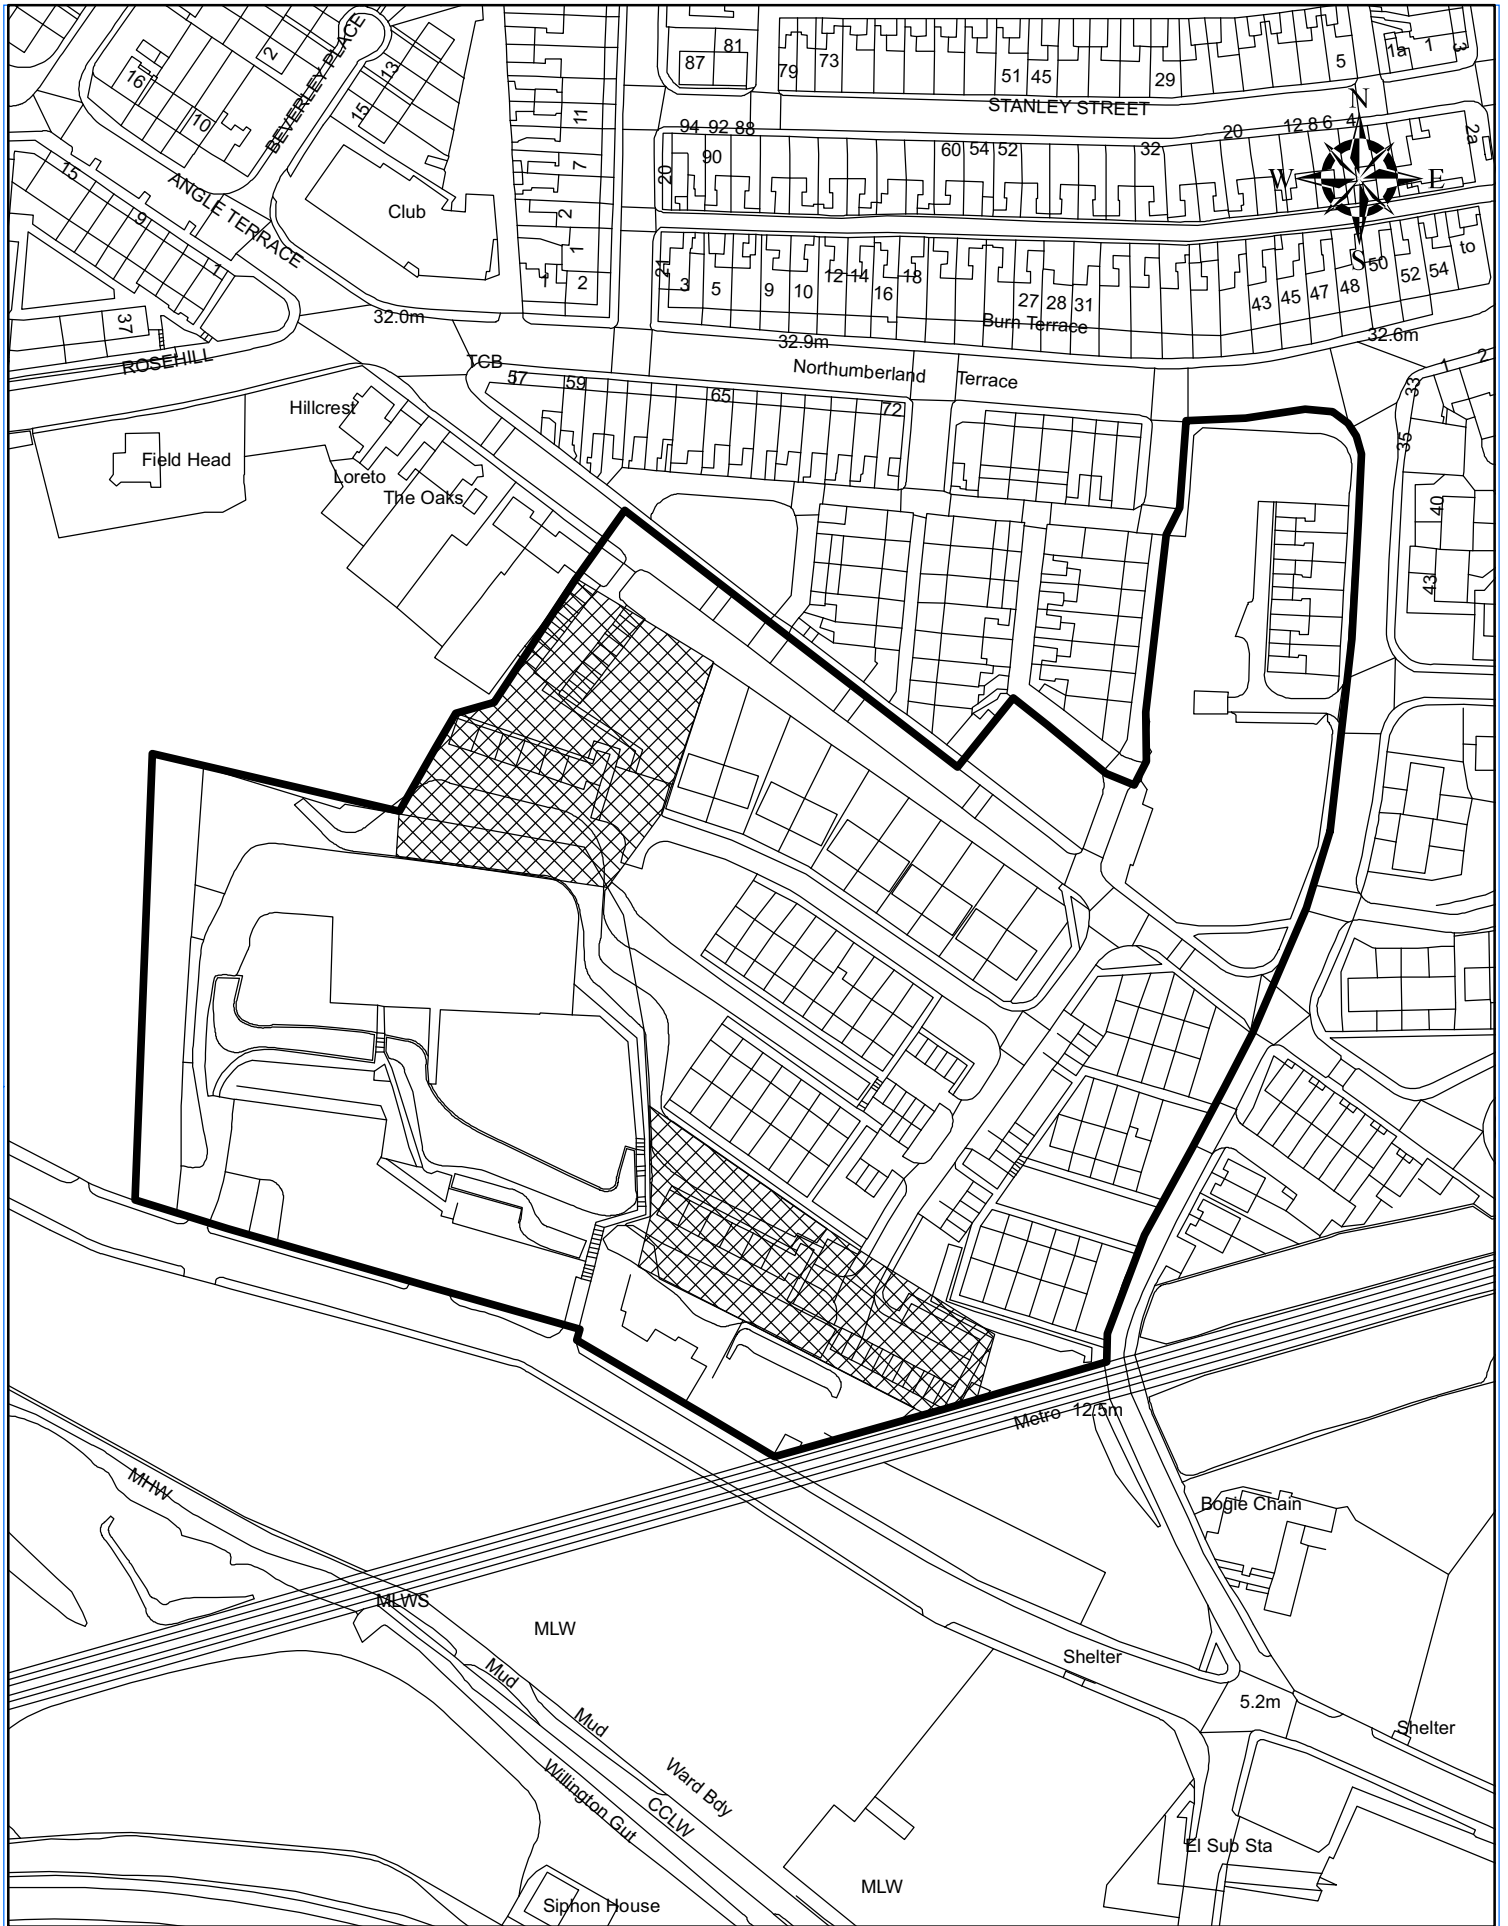 81
87
79
73
51
45
29
5
1a
1
3
2
16
10
BEVERLEY PLACE
13
15
11
7
STANLEY STREET
N
94
92
88
90
20
60
54
52
32
20
12
8
6
4
2a
W
E
S
15
9
1
ANGLE TERRACE
Club
2
1
1
2
21
3
5
9
10
12
14
16
18
27
28
31
43
45
47
48
50
52
54
to
Burn Terrace
37
ROSEHILL
32.0m
32.9m
32.6m
TCB
Northumberland Terrace
57
59
65
72
1
2
33
35
40
43
Hillcrest
Field Head
Loreto
The Oaks
Metro
12.5m
MHW
Bogie Chain
MLWS
MLW
Shelter
Mud
Mud
5.2m
Shelter
Ward Bdy
CCLW
Willington Gut
El Sub Sta
MLW
Siphon House